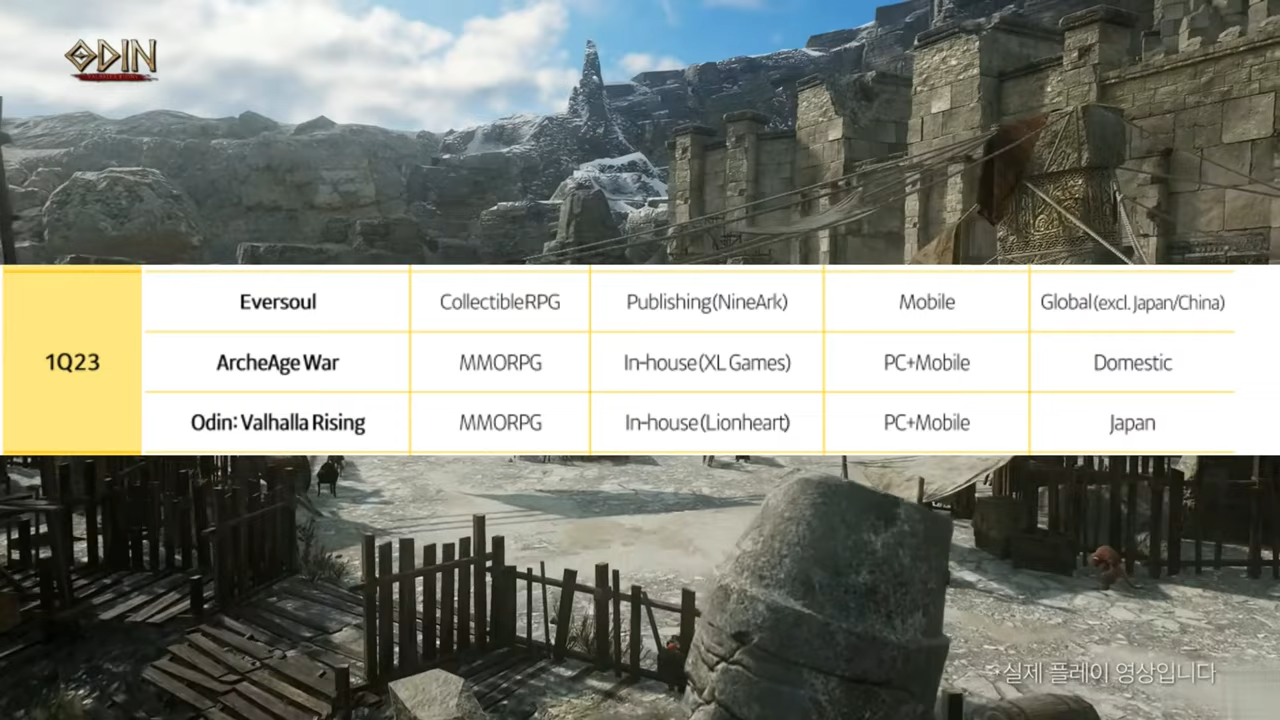 ODIN
Eversoul CollectibleRPG Publishing(NineArk) Mobile Global(excl. Japan/China)
1Q23 ArcheAge War MMORPG In-house(XL Games) PC+Mobile Domestic
Odin: Valhalla Rising MMORPG In-house(Lionheart) PC+Mobile Japan
실제 플레이 영상입니다